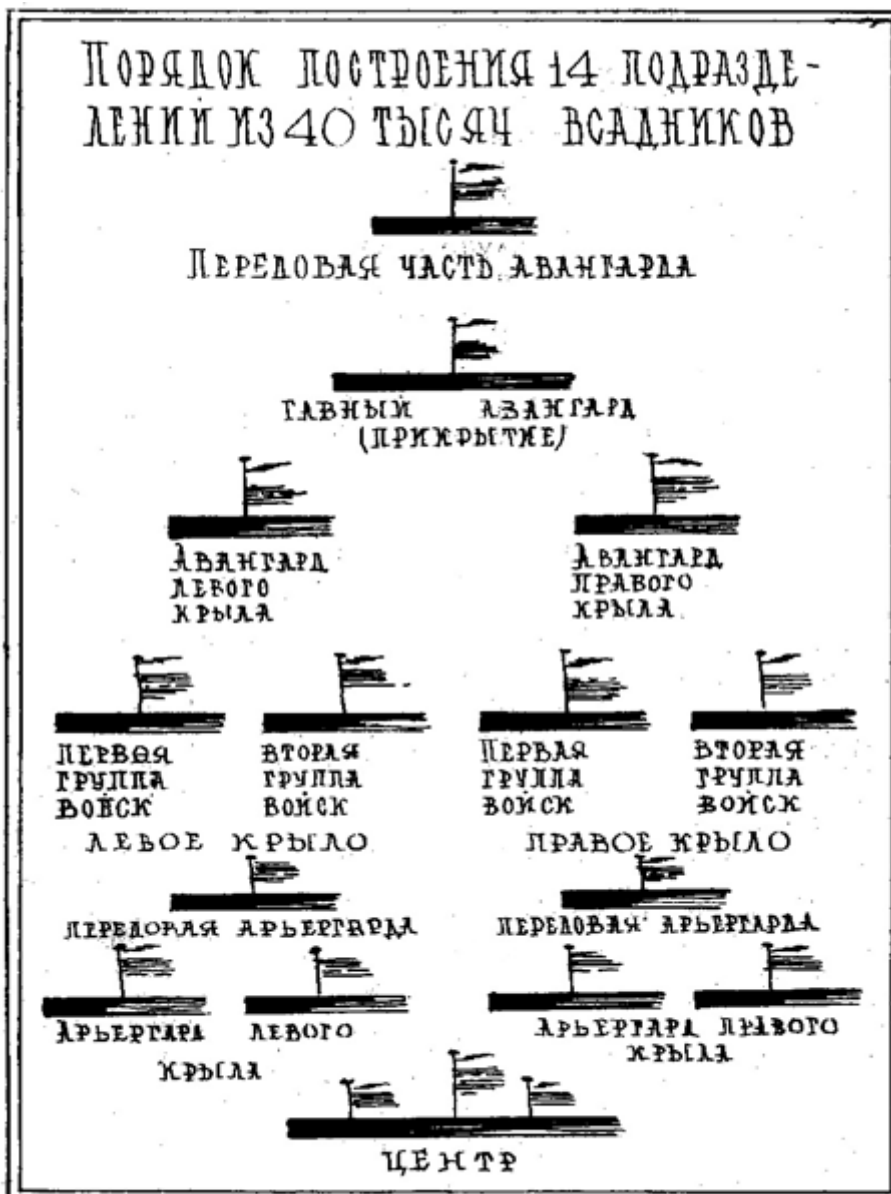 ПОРЯДОК ПОСТРОЕНИЯ 14 ПОДРАЗДЕ-
ЛЕНИЙ ИЗ 40 ТЫСЯЧ ВСАДНИКОВ
ПЕРЕДОВАЯ ЧАСТЬ АВАНГАРДА
ГАВНЫЙ АВАНГАРД
(ПРИКРЫТИЕ)
АВАНГАРД
ЛЕВОГО
КРЫЛА
АВАНГАРД
ПРАВОГО
КРЫЛА
ПЕРВАЯ
ГРУППА
ВОЙСК
ВТОРАЯ
ГРУППА
ВОЙСК
ЛЕВОЕ КРЫЛО
ПЕРВАЯ
ГРУППА
ВОЙСК
ВТОРАЯ
ГРУППА
ВОЙСК
ПРАВОЕ КРЫЛО
ПЕРЕДОВАЯ АРЬЕРГАРДА
ПЕРЕДОВАЯ АРЬЕРГАРДА
АРЬЕРГАРД ЛЕВОГО
КРЫЛА
АРЬЕРГАРД ПРАВОГО
КРЫЛА
ЦЕНТР